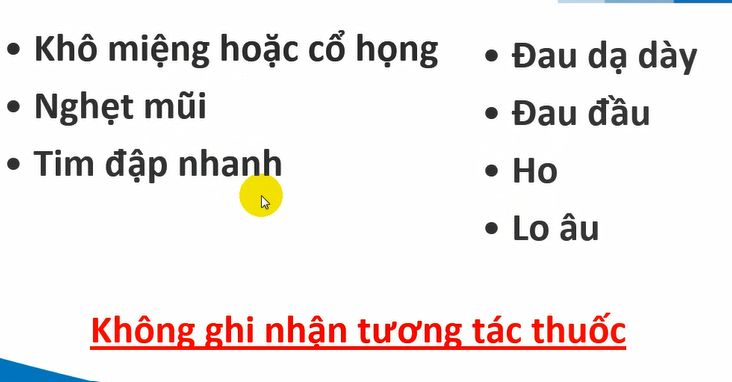 • Khô miệng hoặc cổ họng
• Nghẹt mũi
• Tim đập nhanh
• Đau dạ dày
• Đau đầu
• Ho
• Lo âu
Không ghi nhận tương tác thuốc